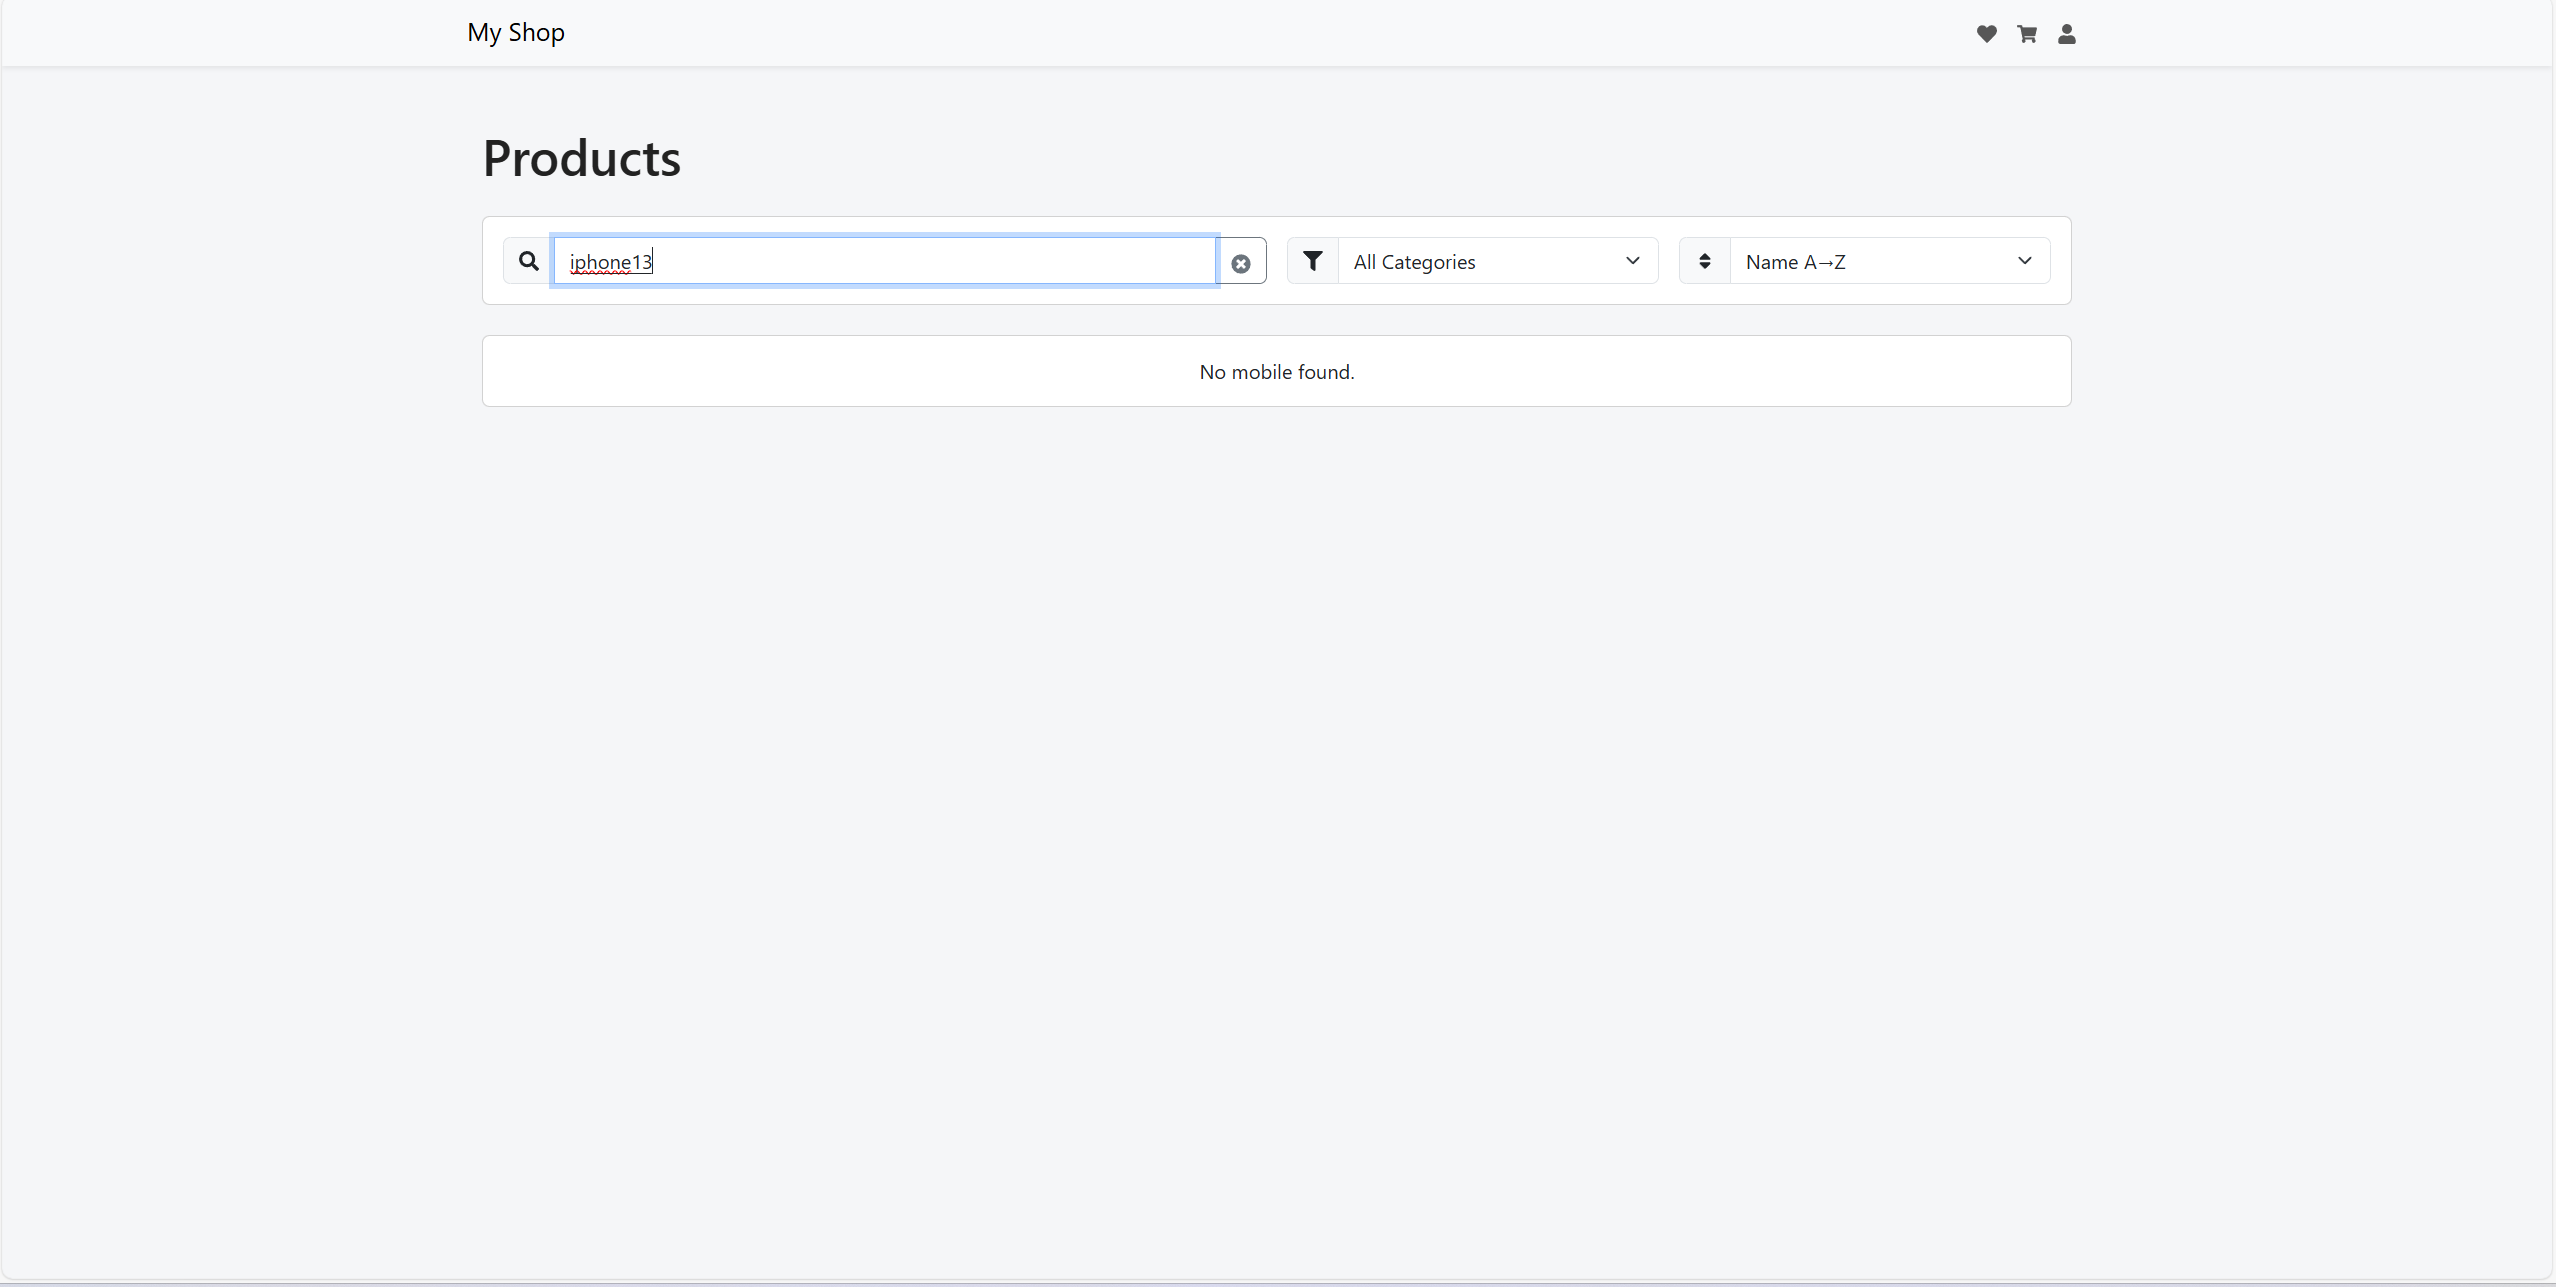 My Shop
Products
iphone13
All Categories
Name A→Z
No mobile found.